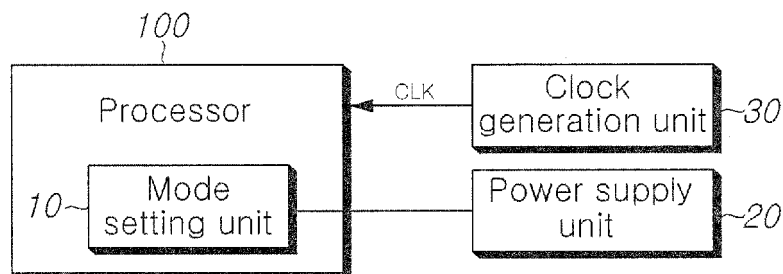 100
Processor
CLK
Clock
generation unit
30
10
Mode
setting unit
Power supply
unit
20